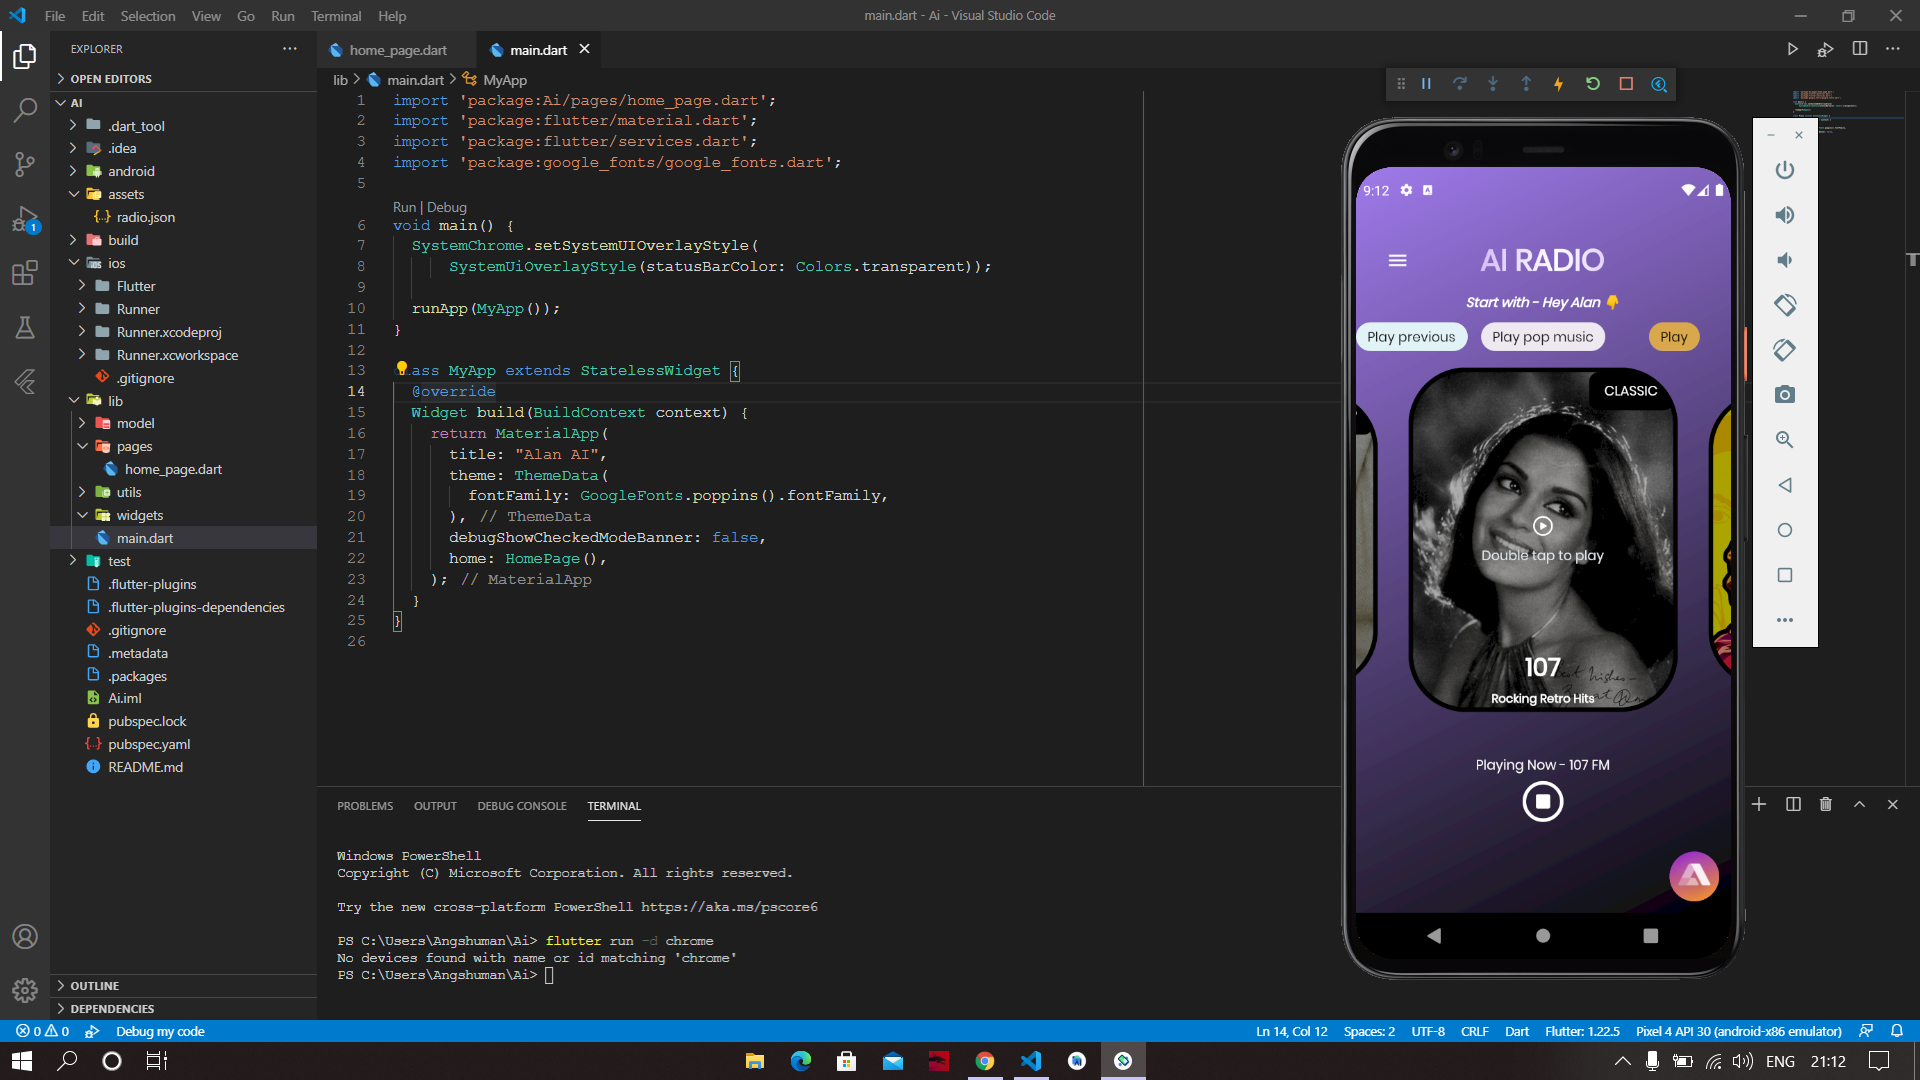 File Edit Selection View Go Run Terminal Help
main.dart - Ai - Visual Studio Code
EXPLORER
OPEN EDITORS
AI
.dart_tool
.idea
android
assets
radio.json
build
ios
Flutter
Runner
Runner.xcodeproj
Runner.xcworkspace
.gitignore
lib
model
pages
home_page.dart
utils
widgets
main.dart
test
.flutter-plugins
.flutter-plugins-dependencies
.gitignore
.metadata
.packages
Ai.iml
pubspec.lock
pubspec.yaml
README.md
OUTLINE
DEPENDENCIES
1
home_page.dart
main.dart
lib > main.dart > MyApp
1 import 'package:Ai/pages/home_page.dart';
2 import 'package:flutter/material.dart';
3 import 'package:flutter/services.dart';
4 import 'package:google_fonts/google_fonts.dart';
5
Run | Debug
6 void main() {
7 SystemChrome.setSystemUIOverlayStyle(
8 SystemUiOverlayStyle(statusBarColor: Colors.transparent));
9
10 runApp(MyApp());
11 }
12
13 ass MyApp extends StatelessWidget {
14 @override
15 Widget build(BuildContext context) {
16 return MaterialApp(
17 title: "Alan AI",
18 theme: ThemeData(
19 fontFamily: GoogleFonts.poppins().fontFamily,
20 ), // ThemeData
21 debugShowCheckedModeBanner: false,
22 home: HomePage(),
23 ); // MaterialApp
24 }
25 }
26
PROBLEMS OUTPUT DEBUG CONSOLE TERMINAL
Windows PowerShell
Copyright (C) Microsoft Corporation. All rights reserved.
Try the new cross-platform PowerShell https://aka.ms/pscore6
PS C:\Users\Angshuman\Ai> flutter run -d chrome
No devices found with name or id matching 'chrome'
PS C:\Users\Angshuman\Ai>
9:12
AI RADIO
Start with - Hey Alan 👇
Play previous
Play pop music
Play
CLASSIC
Double tap to play
107
Rocking Retro Hits
Playing Now - 107 FM
0 0 Debug my code
Ln 14, Col 12 Spaces: 2 UTF-8 CRLF Dart Flutter: 1.22.5 Pixel 4 API 30 (android-x86 emulator)
ENG 21:12